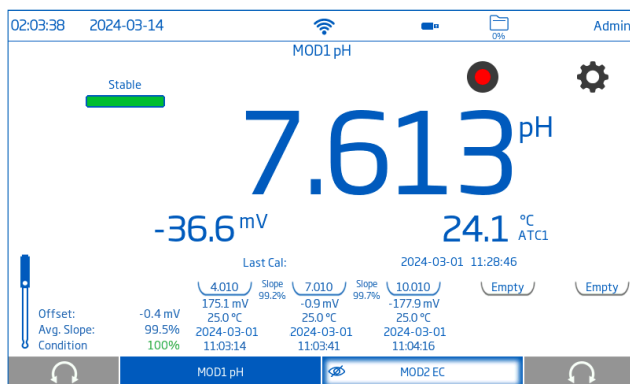 02:03:38 2024-03-14 0% Admin
MOD1 pH
Stable
7.613 pH
-36.6 mV 24.1 °C ATC1
Last Cal: 2024-03-01 11:28:46
4.010 Slope 99.2% 7.010 Slope 99.7% 10.010 Empty Empty
175.1 mV -0.9 mV -177.9 mV
Offset: -0.4 mV 25.0 °C 25.0 °C 25.0 °C
Avg. Slope: 99.5% 2024-03-01 2024-03-01 2024-03-01
Condition 100% 11:03:14 11:03:41 11:04:16
MOD1 pH MOD2 EC